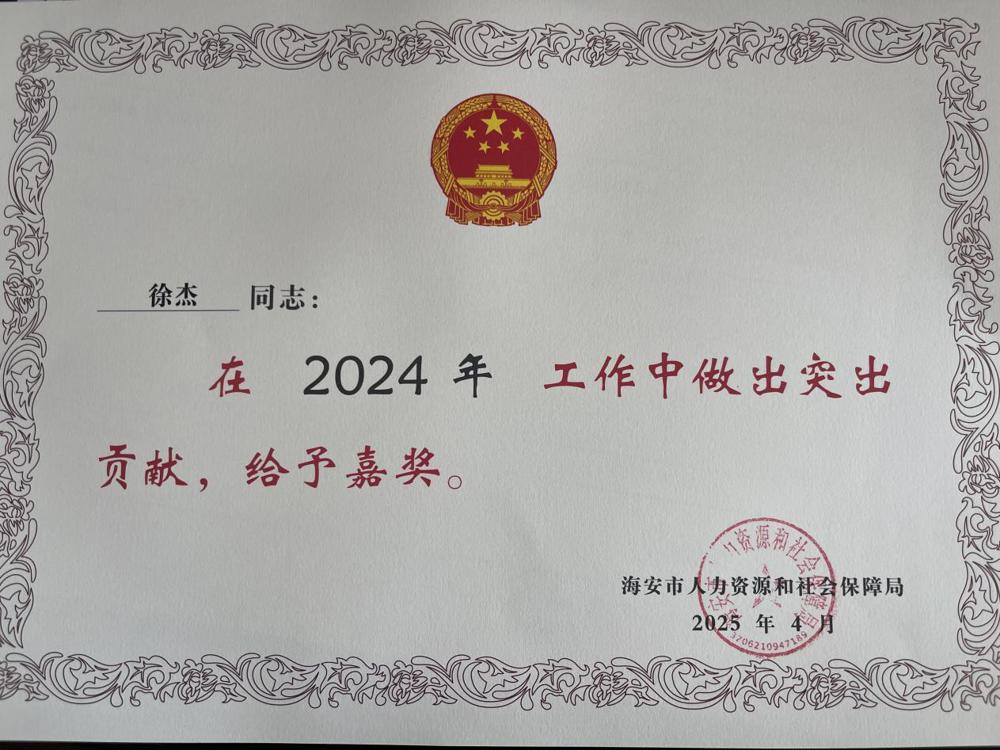 徐杰 同志：
在 2024 年 工作中做出突出
贡献，给予嘉奖。
海安市人力资源和社会保障局
2025 年 4 月